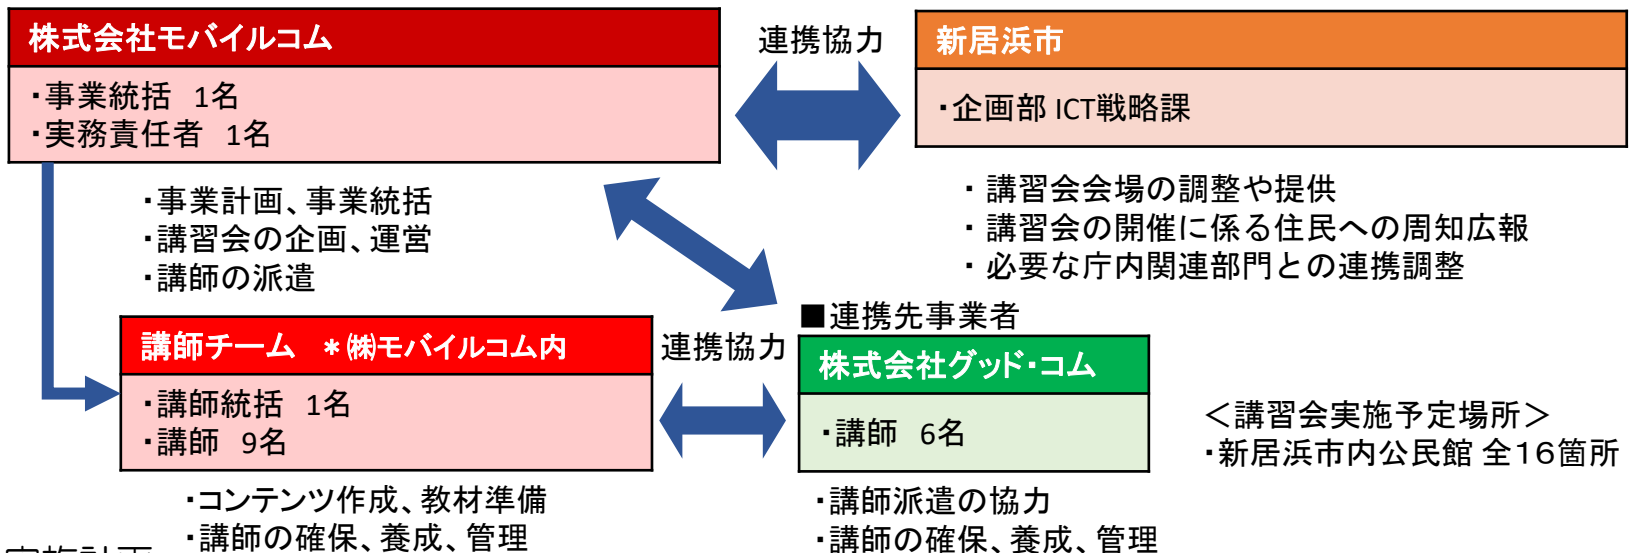 株式会社モバイルコム
・事業統括 1名
・実務責任者 1名
連携協力
新居浜市
・企画部 ICT戦略課
・事業計画、事業統括
・講習会の企画、運営
・講師の派遣
・講習会会場の調整や提供
・講習会の開催に係る住民への周知広報
・必要な庁内関連部門との連携調整
講師チーム ＊㈱モバイルコム内
・講師統括 1名
・講師 9名
連携協力
■連携先事業者
株式会社グッド・コム
・講師 6名
＜講習会実施予定場所＞
・新居浜市内公民館 全１６箇所
・コンテンツ作成、教材準備
・講師の確保、養成、管理
・講師派遣の協力
・講師の確保、養成、管理